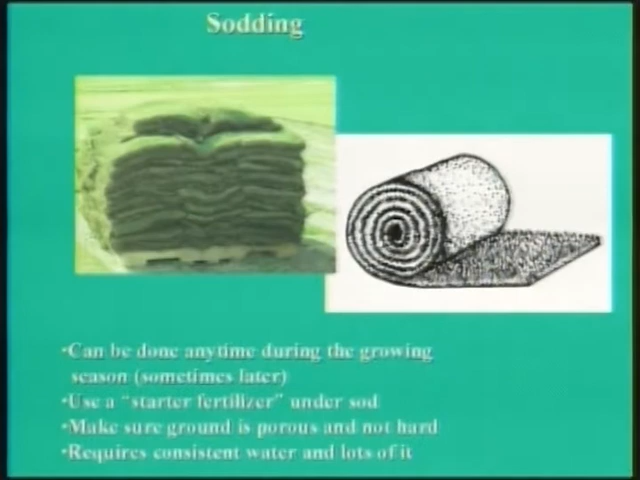 Sodding
•Can be done anytime during the growing
season (sometimes later)
•Use a "starter fertilizer" under sod
•Make sure ground is porous and not hard
•Requires consistent water and lots of it